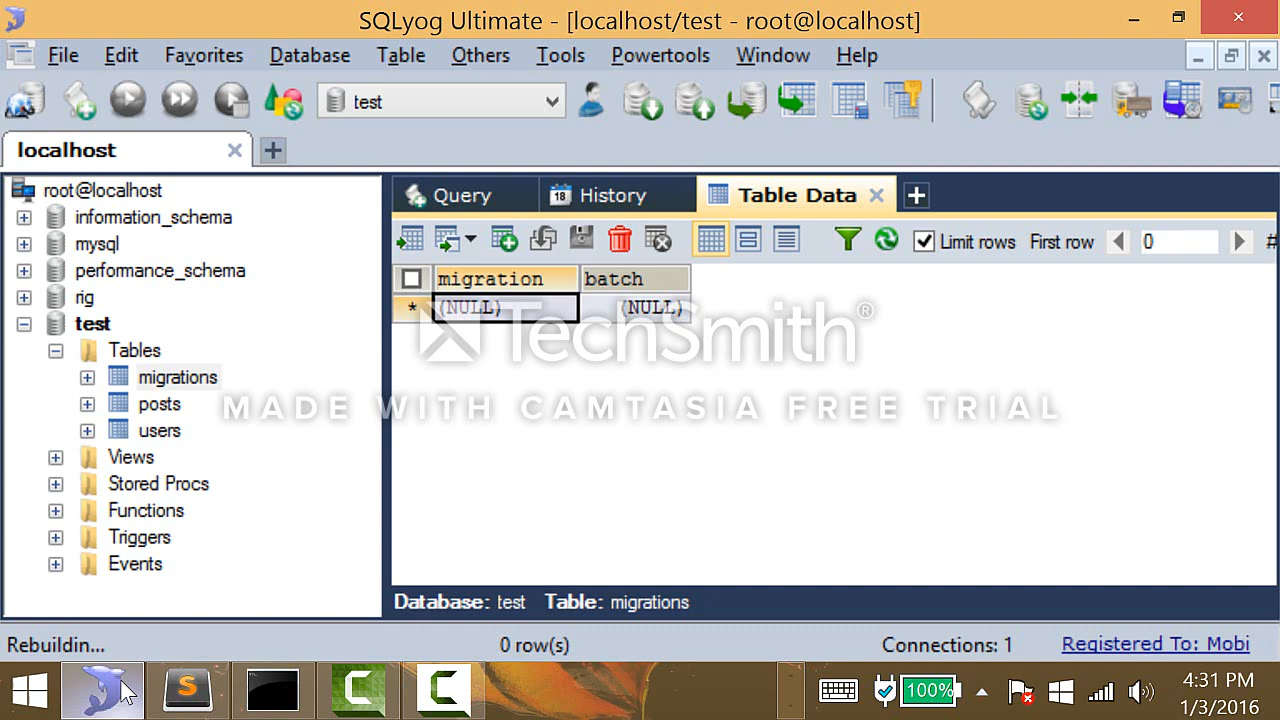 SQLyog Ultimate - [localhost/test - root@localhost]
File Edit Favorites Database Table Others Tools Powertools Window Help
test
localhost
root@localhost
information_schema
mysql
performance_schema
rig
test
Tables
migrations
posts
users
Views
Stored Procs
Functions
Triggers
Events
Query 18 History Table Data
Limit rows First row 0 #
migration batch
* (NULL) (NULL)
TechSmith®
MADE WITH CAMTASIA FREE TRIAL
Database: test Table: migrations
Rebuildin... 0 row(s) Connections: 1 Registered To: Mobi
S C C 100% 4:31 PM
1/3/2016